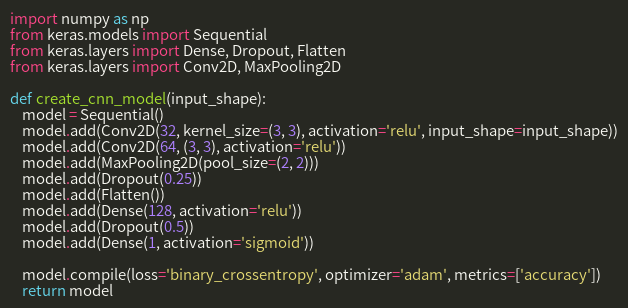 import numpy as np
from keras.models import Sequential
from keras.layers import Dense, Dropout, Flatten
from keras.layers import Conv2D, MaxPooling2D

def create_cnn_model(input_shape):
    model = Sequential()
    model.add(Conv2D(32, kernel_size=(3, 3), activation='relu', input_shape=input_shape))
    model.add(Conv2D(64, (3, 3), activation='relu'))
    model.add(MaxPooling2D(pool_size=(2, 2)))
    model.add(Dropout(0.25))
    model.add(Flatten())
    model.add(Dense(128, activation='relu'))
    model.add(Dropout(0.5))
    model.add(Dense(1, activation='sigmoid'))

    model.compile(loss='binary_crossentropy', optimizer='adam', metrics=['accuracy'])
    return model